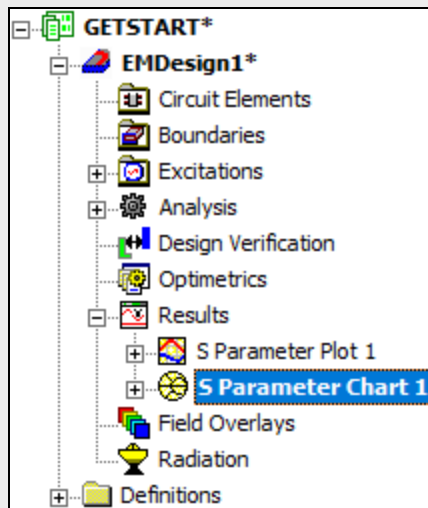 GETSTART*
EMDesign1*
Circuit Elements
Boundaries
Excitations
Analysis
Design Verification
Optimetrics
Results
S Parameter Plot 1
S Parameter Chart 1
Field Overlays
Radiation
Definitions